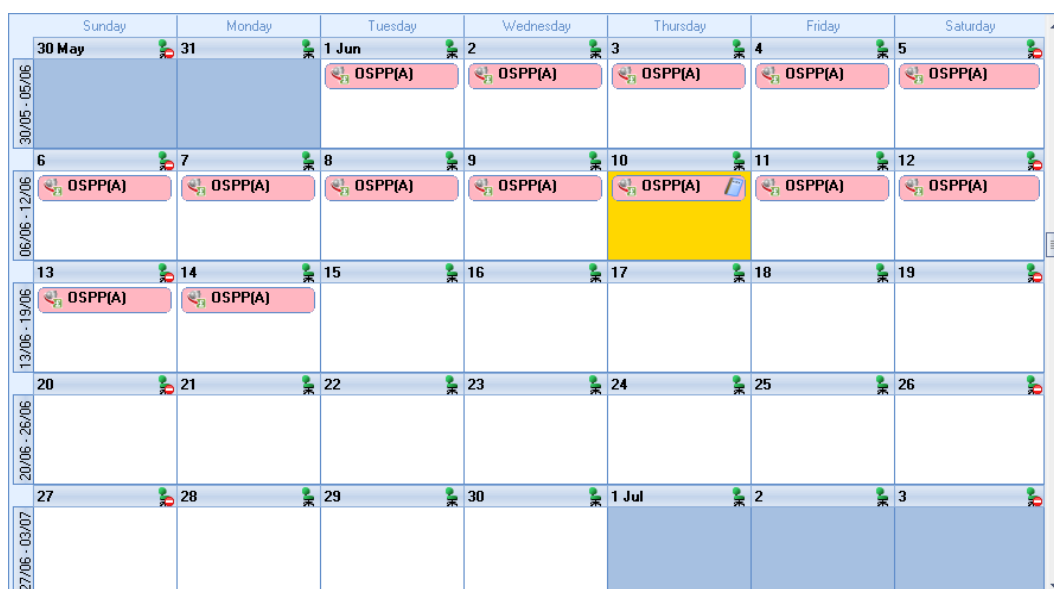 Sunday Monday Tuesday Wednesday Thursday Friday Saturday
30 May 31 1 Jun 2 3 4 5
30/05 - 05/06
OSPP(A) OSPP(A) OSPP(A) OSPP(A) OSPP(A)
6 7 8 9 10 11 12
06/06 - 12/06
OSPP(A) OSPP(A) OSPP(A) OSPP(A) OSPP(A) OSPP(A) OSPP(A)
13 14 15 16 17 18 19
13/06 - 19/06
OSPP(A) OSPP(A)
20 21 22 23 24 25 26
20/06 - 26/06
27 28 29 30 1 Jul 2 3
27/06 - 03/07